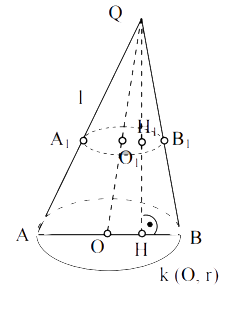 Q
l
A₁ H₁ B₁
O₁
A O H B
k (O, r)